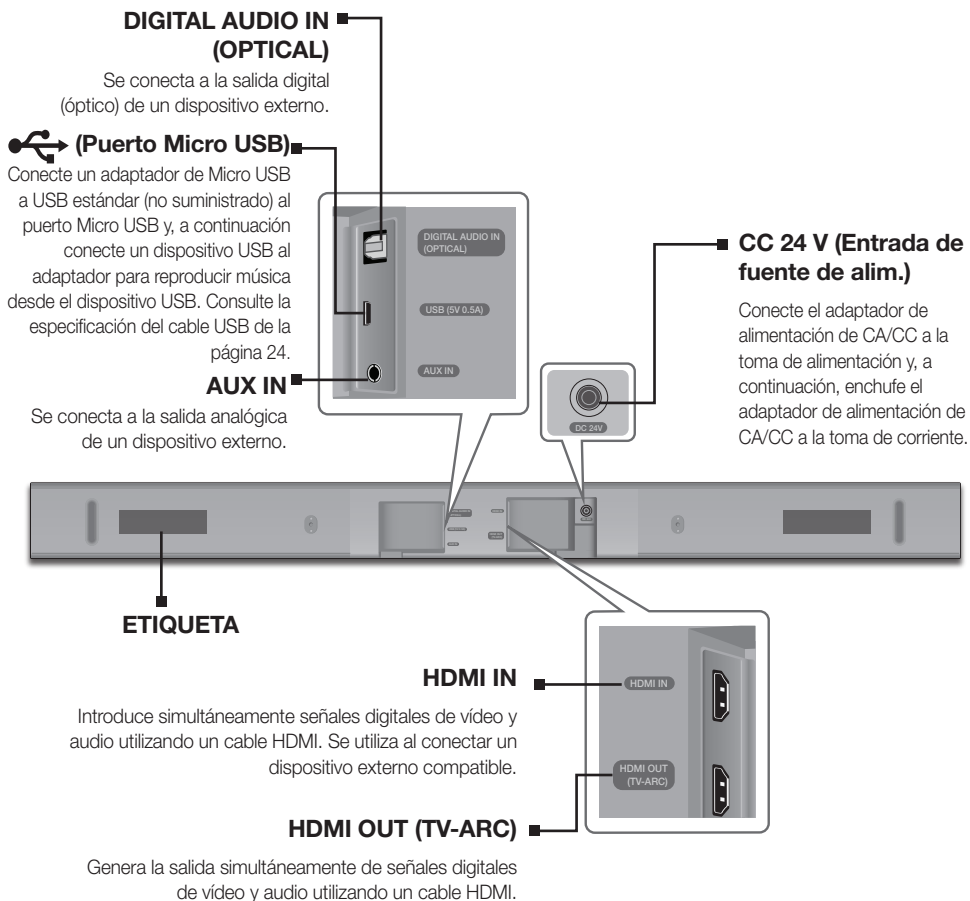 DIGITAL AUDIO IN
(OPTICAL)
Se conecta a la salida digital
(óptico) de un dispositivo externo.
(Puerto Micro USB)
Conecte un adaptador de Micro USB
a USB estándar (no suministrado) al
puerto Micro USB y, a continuación
conecte un dispositivo USB al
adaptador para reproducir música
desde el dispositivo USB. Consulte la
especificación del cable USB de la
página 24.
AUX IN
Se conecta a la salida analógica
de un dispositivo externo.
DIGITAL AUDIO IN
(OPTICAL)
USB (5V 0.5A)
AUX IN
DC 24V
CC 24 V (Entrada de
fuente de alim.)
Conecte el adaptador de
alimentación de CA/CC a la
toma de alimentación y, a
continuación, enchufe el
adaptador de alimentación de
CA/CC a la toma de corriente.
ETIQUETA
HDMI IN
Introduce simultáneamente señales digitales de vídeo y
audio utilizando un cable HDMI. Se utiliza al conectar un
dispositivo externo compatible.
HDMI OUT (TV-ARC)
Genera la salida simultáneamente de señales digitales
de vídeo y audio utilizando un cable HDMI.
HDMI IN
HDMI OUT
(TV-ARC)